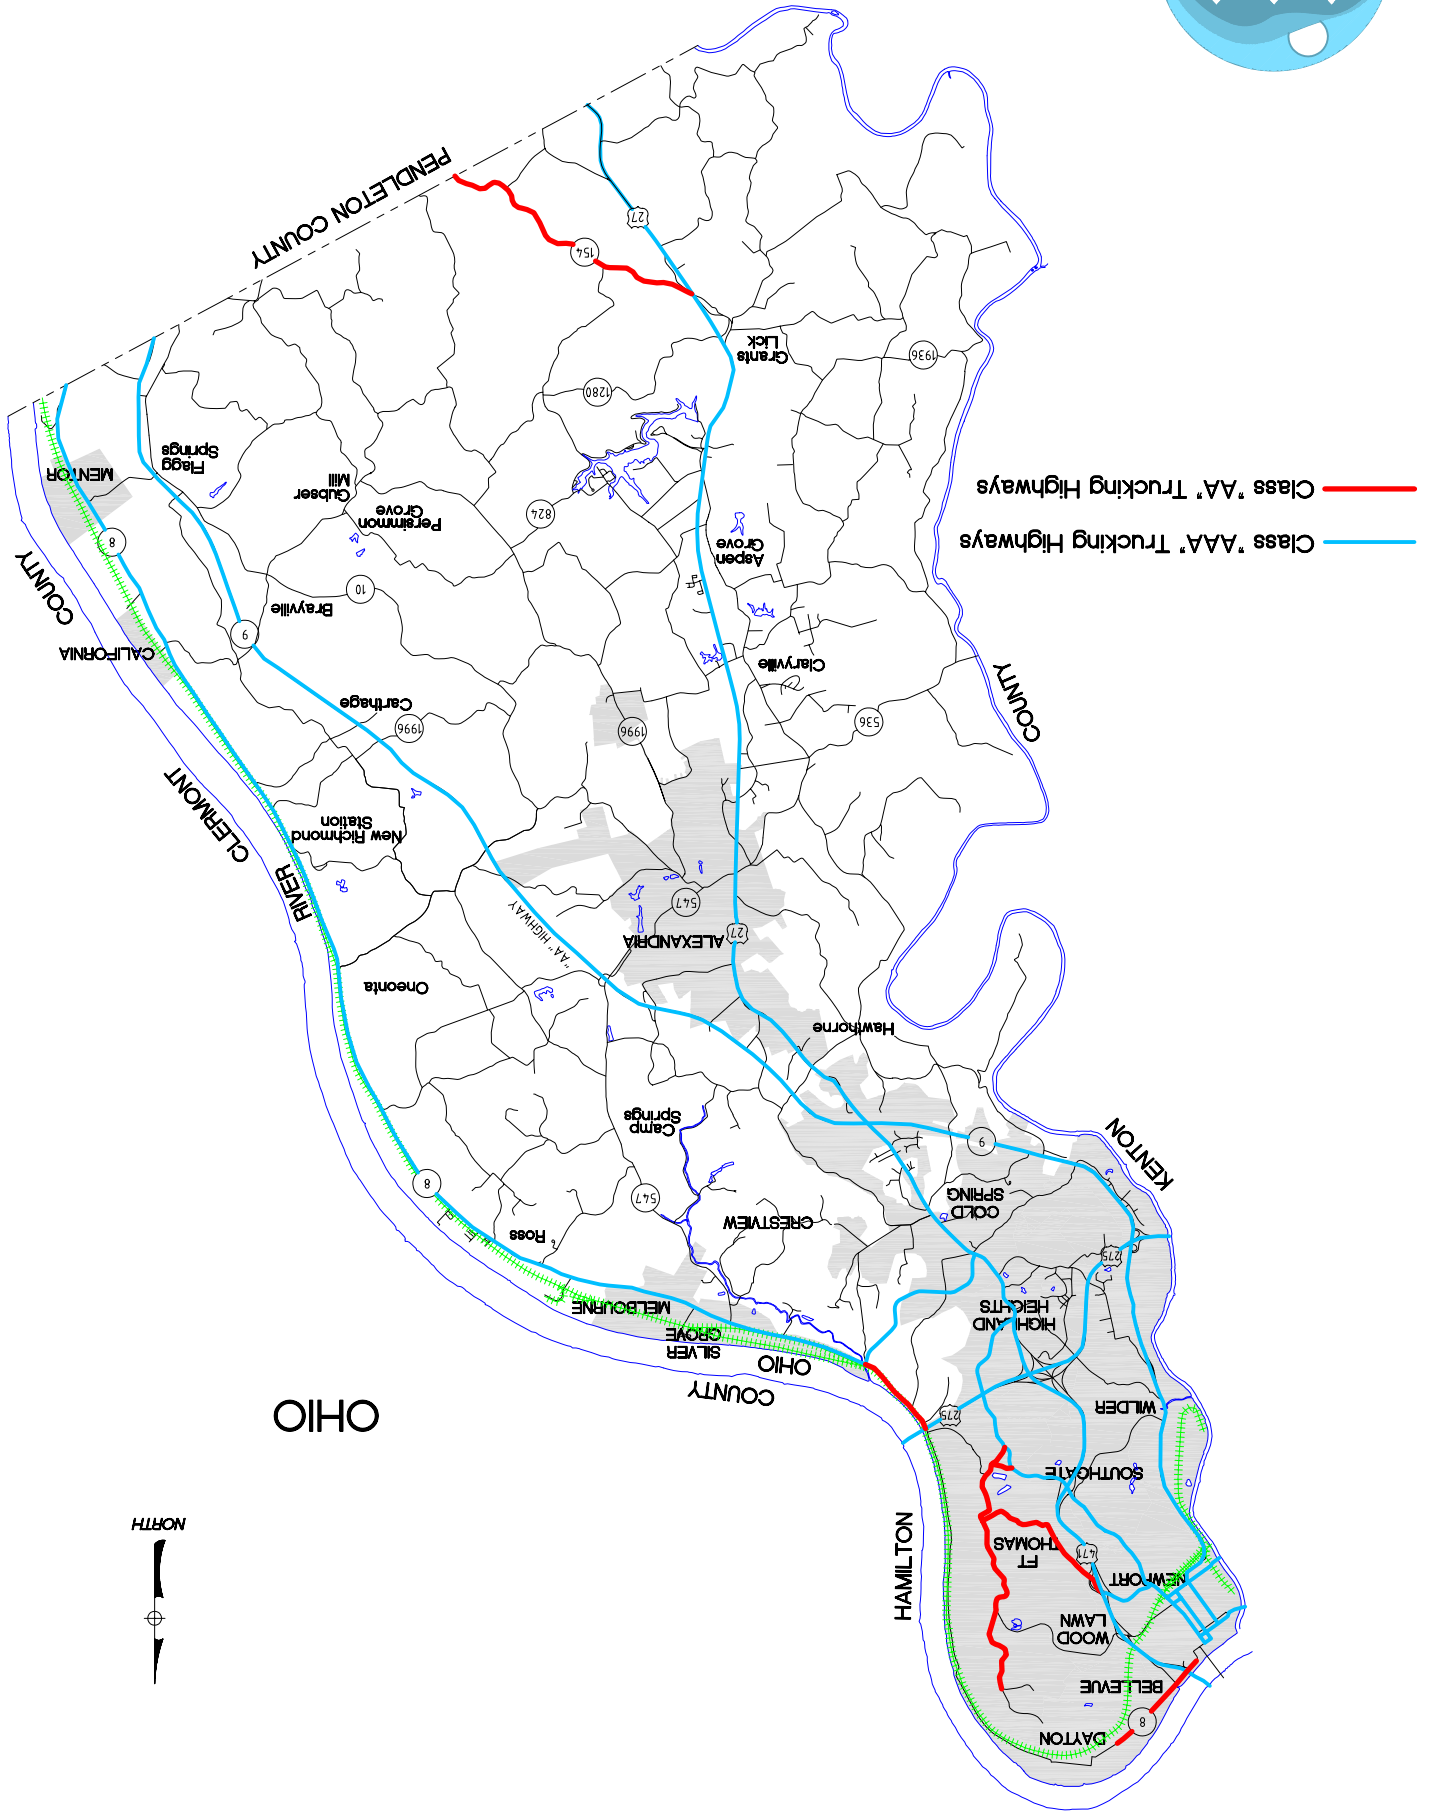 DAYTON
8
BELLEVUE
WOOD
LAWN
NEWPORT
471
FT
THOMAS
HAMILTON
NORTH
SOUTHGATE
WILDER
275
OHIO
COUNTY
OHIO
SILVER
GROVE
MELBOURNE
HIGHLAND
HEIGHTS
275
CRESTVIEW
Ross
COLD
SPRING
547
8
KENTON
9
Camp
Springs
Hawthorne
Oneonta
ALEXANDRIA
27
"AA" HIGHWAY
547
RIVER
New Richmond
Station
CLERMONT
COUNTY
536
1996
1996
Carthage
Claryville
CALIFORNIA
9
Brayville
10
COUNTY
Aspen
Grove
8
Class "AAA" Trucking Highways
Persimmon
Grove
824
Class "AA" Trucking Highways
Gubser
Mill
MENTOR
Flagg
Springs
1280
1936
Grants
Lick
154
27
PENDLETON COUNTY